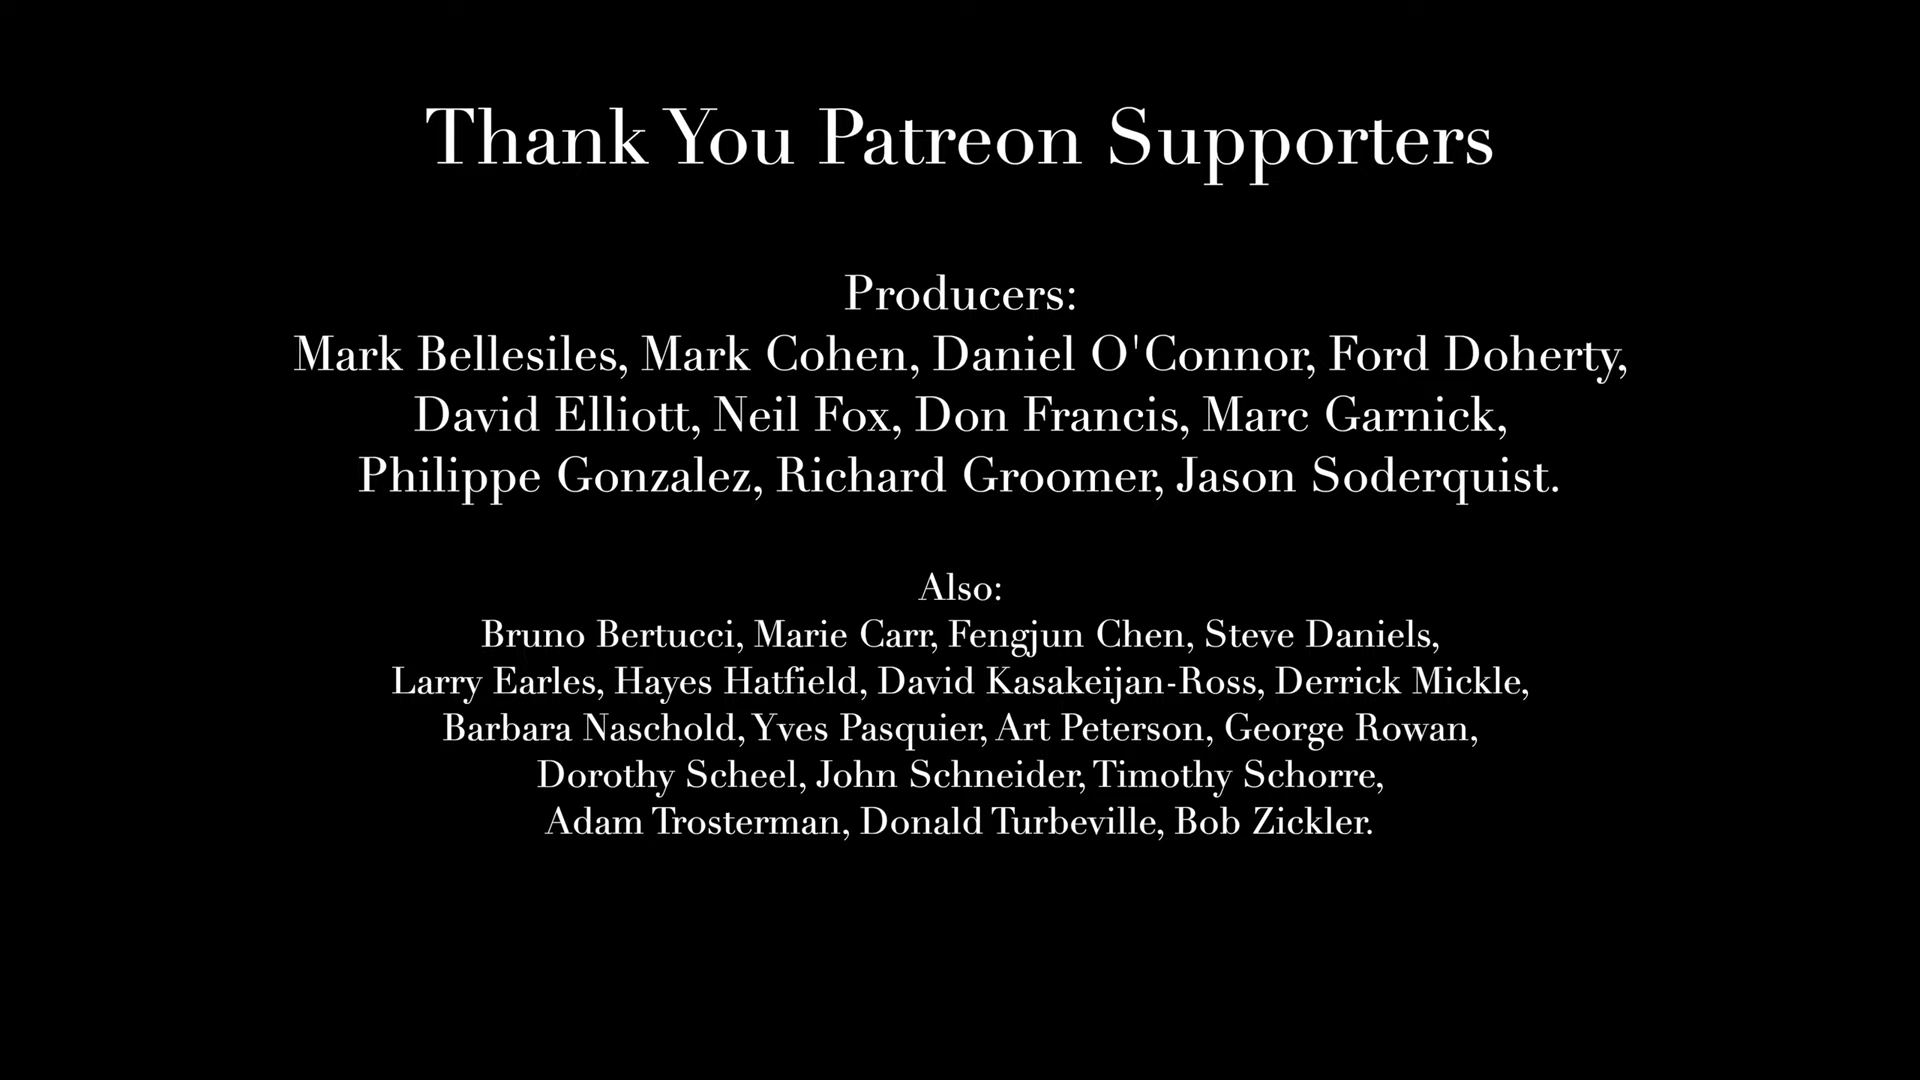 Thank You Patreon Supporters
Producers:
Mark Bellesiles, Mark Cohen, Daniel O'Connor, Ford Doherty,
David Elliott, Neil Fox, Don Francis, Marc Garnick,
Philippe Gonzalez, Richard Groomer, Jason Soderquist.
Also:
Bruno Bertucci, Marie Carr, Fengjun Chen, Steve Daniels,
Larry Earles, Hayes Hatfield, David Kasakeijan-Ross, Derrick Mickle,
Barbara Naschold, Yves Pasquier, Art Peterson, George Rowan,
Dorothy Scheel, John Schneider, Timothy Schorre,
Adam Trosterman, Donald Turbeville, Bob Zickler.